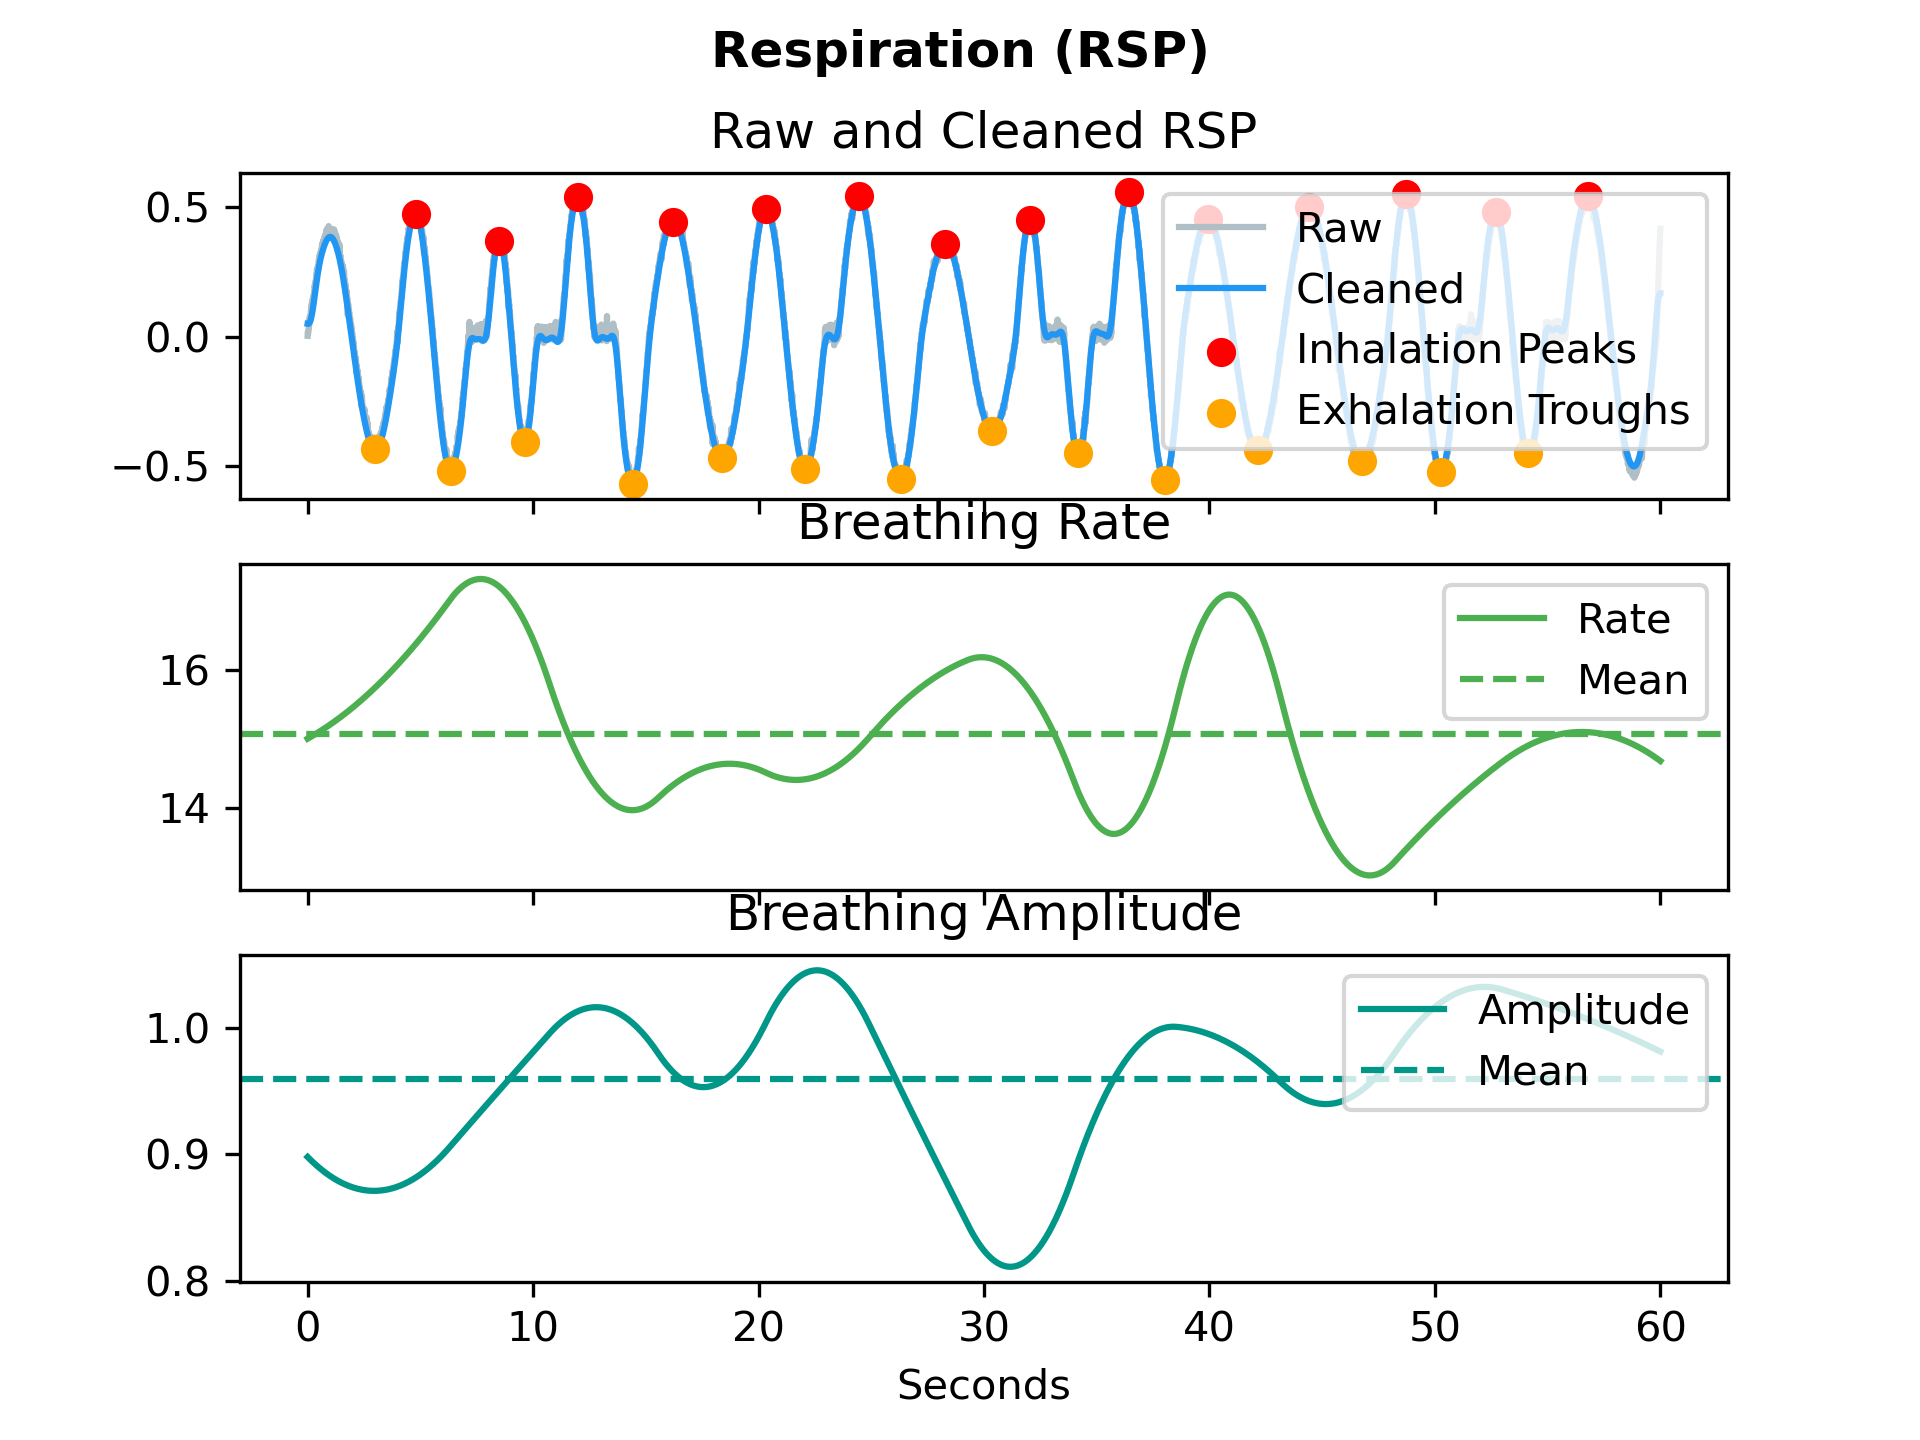 Respiration (RSP)
Raw and Cleaned RSP
0.5
0.0
−0.5
Raw
Cleaned
Inhalation Peaks
Exhalation Troughs
Breathing Rate
16
14
Rate
Mean
Breathing Amplitude
1.0
0.9
0.8
Amplitude
Mean
0 10 20 30 40 50 60
Seconds